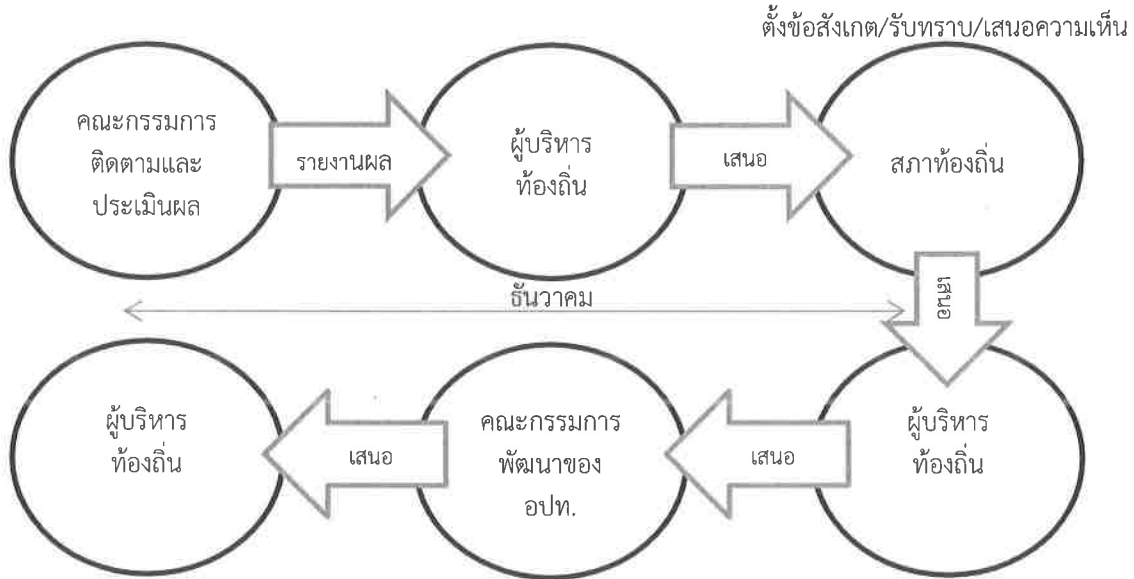 ตั้งข้อสังเกต/รับทราบ/เสนอความเห็น
คณะกรรมการ
ติดตามและ
ประเมินผล
รายงานผล
ผู้บริหาร
ท้องถิ่น
เสนอ
สภาท้องถิ่น
เสนอ
ธันวาคม
ผู้บริหาร
ท้องถิ่น
เสนอ
คณะกรรมการ
พัฒนาของ
อปท.
เสนอ
ผู้บริหาร
ท้องถิ่น